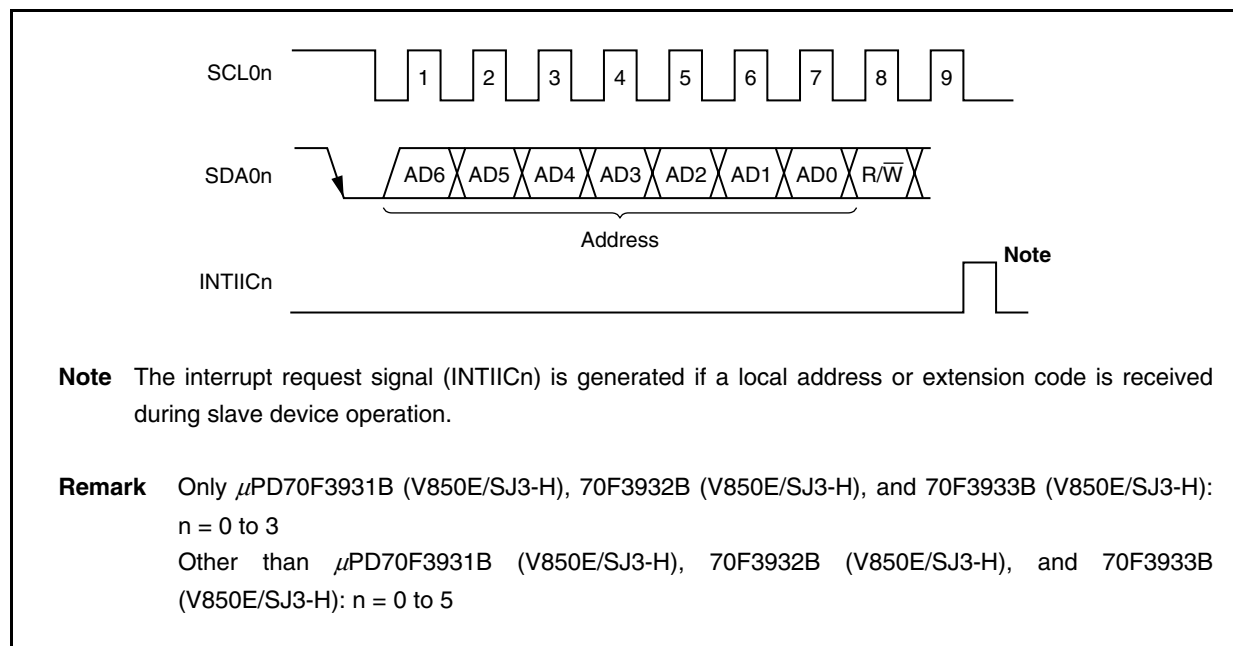 SCL0n
1 2 3 4 5 6 7 8 9
SDA0n
AD6 AD5 AD4 AD3 AD2 AD1 AD0 R/W̅
Address
Note
INTIICn
Note The interrupt request signal (INTIICn) is generated if a local address or extension code is received
during slave device operation.
Remark Only μPD70F3931B (V850E/SJ3-H), 70F3932B (V850E/SJ3-H), and 70F3933B (V850E/SJ3-H):
n = 0 to 3
Other than μPD70F3931B (V850E/SJ3-H), 70F3932B (V850E/SJ3-H), and 70F3933B
(V850E/SJ3-H): n = 0 to 5